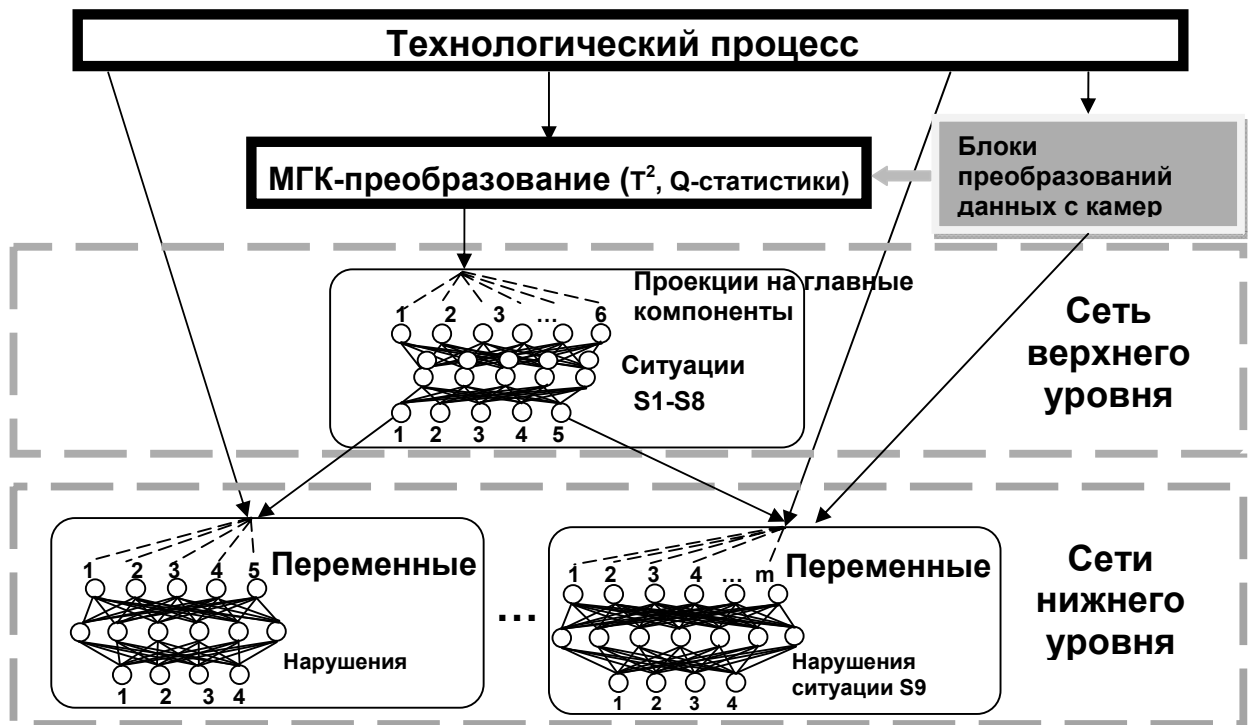 Технологический процесс
Блоки
преобразований
данных с камер
МГК-преобразование (T², Q-статистики)
Проекции на главные
компоненты
1 2 3 ... 6
Ситуации
S1-S8
1 2 3 4 5
Сеть
верхнего
уровня
Переменные
1 2 3 4 5
Нарушения
1 2 3 4
...
Переменные
1 2 3 4 ... m
Нарушения
ситуации S9
1 2 3 4
Сети
нижнего
уровня